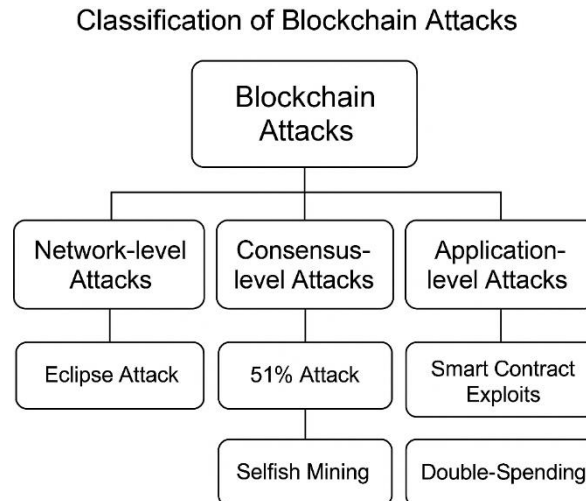 Classification of Blockchain Attacks
Blockchain
Attacks
Network-level
Attacks
Consensus-
level Attacks
Application-
level Attacks
Eclipse Attack
51% Attack
Smart Contract
Exploits
Selfish Mining
Double-Spending